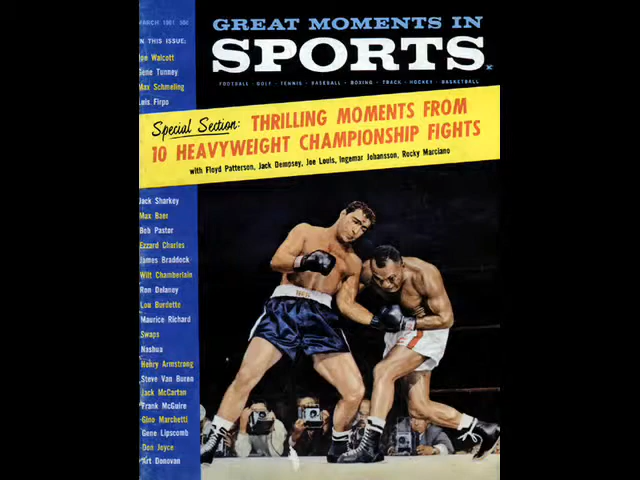 MARCH 1961 35c
GREAT MOMENTS IN
SPORTS
FOOTBALL · GOLF · TENNIS · BASEBALL · BOXING · TRACK · HOCKEY · BASKETBALL
IN THIS ISSUE:
Joe Walcott
Gene Tunney
Max Schmeling
Luis Firpo
Special Section: THRILLING MOMENTS FROM
10 HEAVYWEIGHT CHAMPIONSHIP FIGHTS
with Floyd Patterson, Jack Dempsey, Joe Louis, Ingemar Johansson, Rocky Marciano
Jack Sharkey
Max Baer
Bob Pastor
Ezzard Charles
James Braddock
Wilt Chamberlain
Ron Delaney
Lou Burdette
Maurice Richard
Swaps
Nashua
Henry Armstrong
Steve Van Buren
Jack McCartan
Frank McGuire
Gino Marchetti
Gene Lipscomb
Don Joyce
Art Donovan